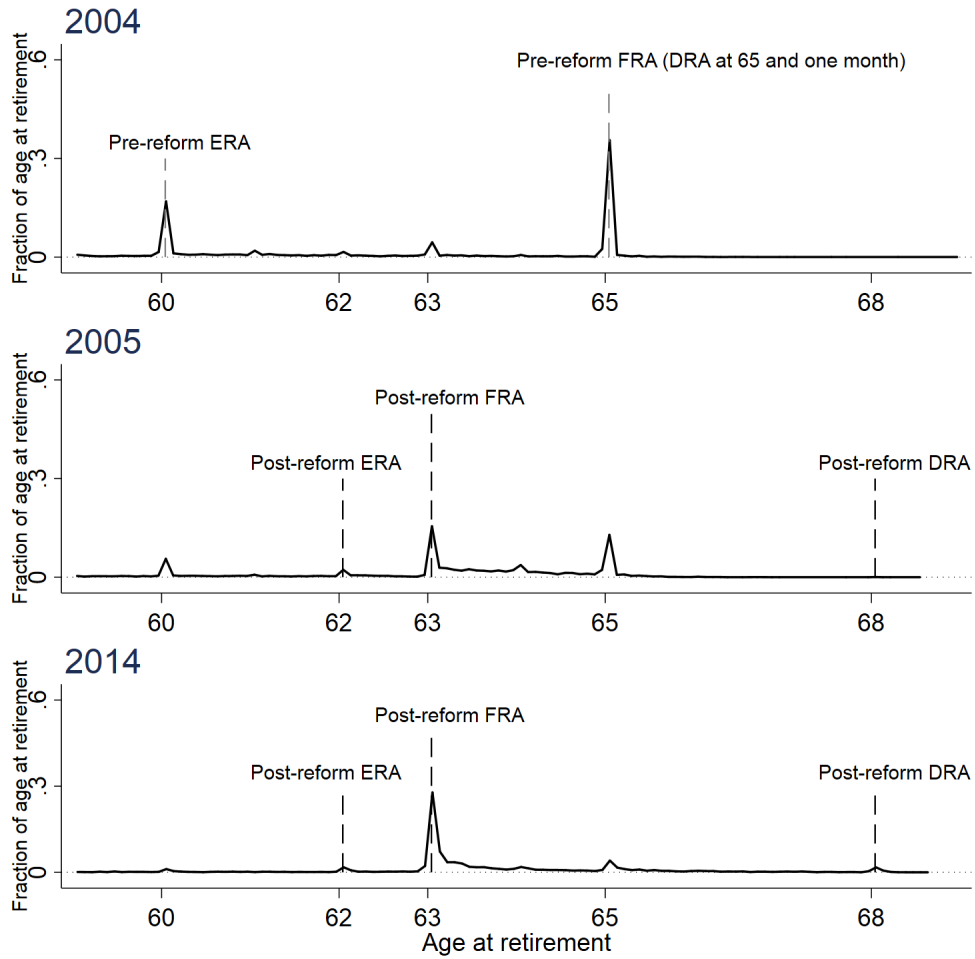 2004
Fraction of age at retirement
0 .3 .6
Pre-reform ERA
Pre-reform FRA (DRA at 65 and one month)
60 62 63 65 68
2005
Fraction of age at retirement
0 .3 .6
Post-reform ERA
Post-reform FRA
Post-reform DRA
60 62 63 65 68
2014
Fraction of age at retirement
0 .3 .6
Post-reform ERA
Post-reform FRA
Post-reform DRA
60 62 63 65 68
Age at retirement